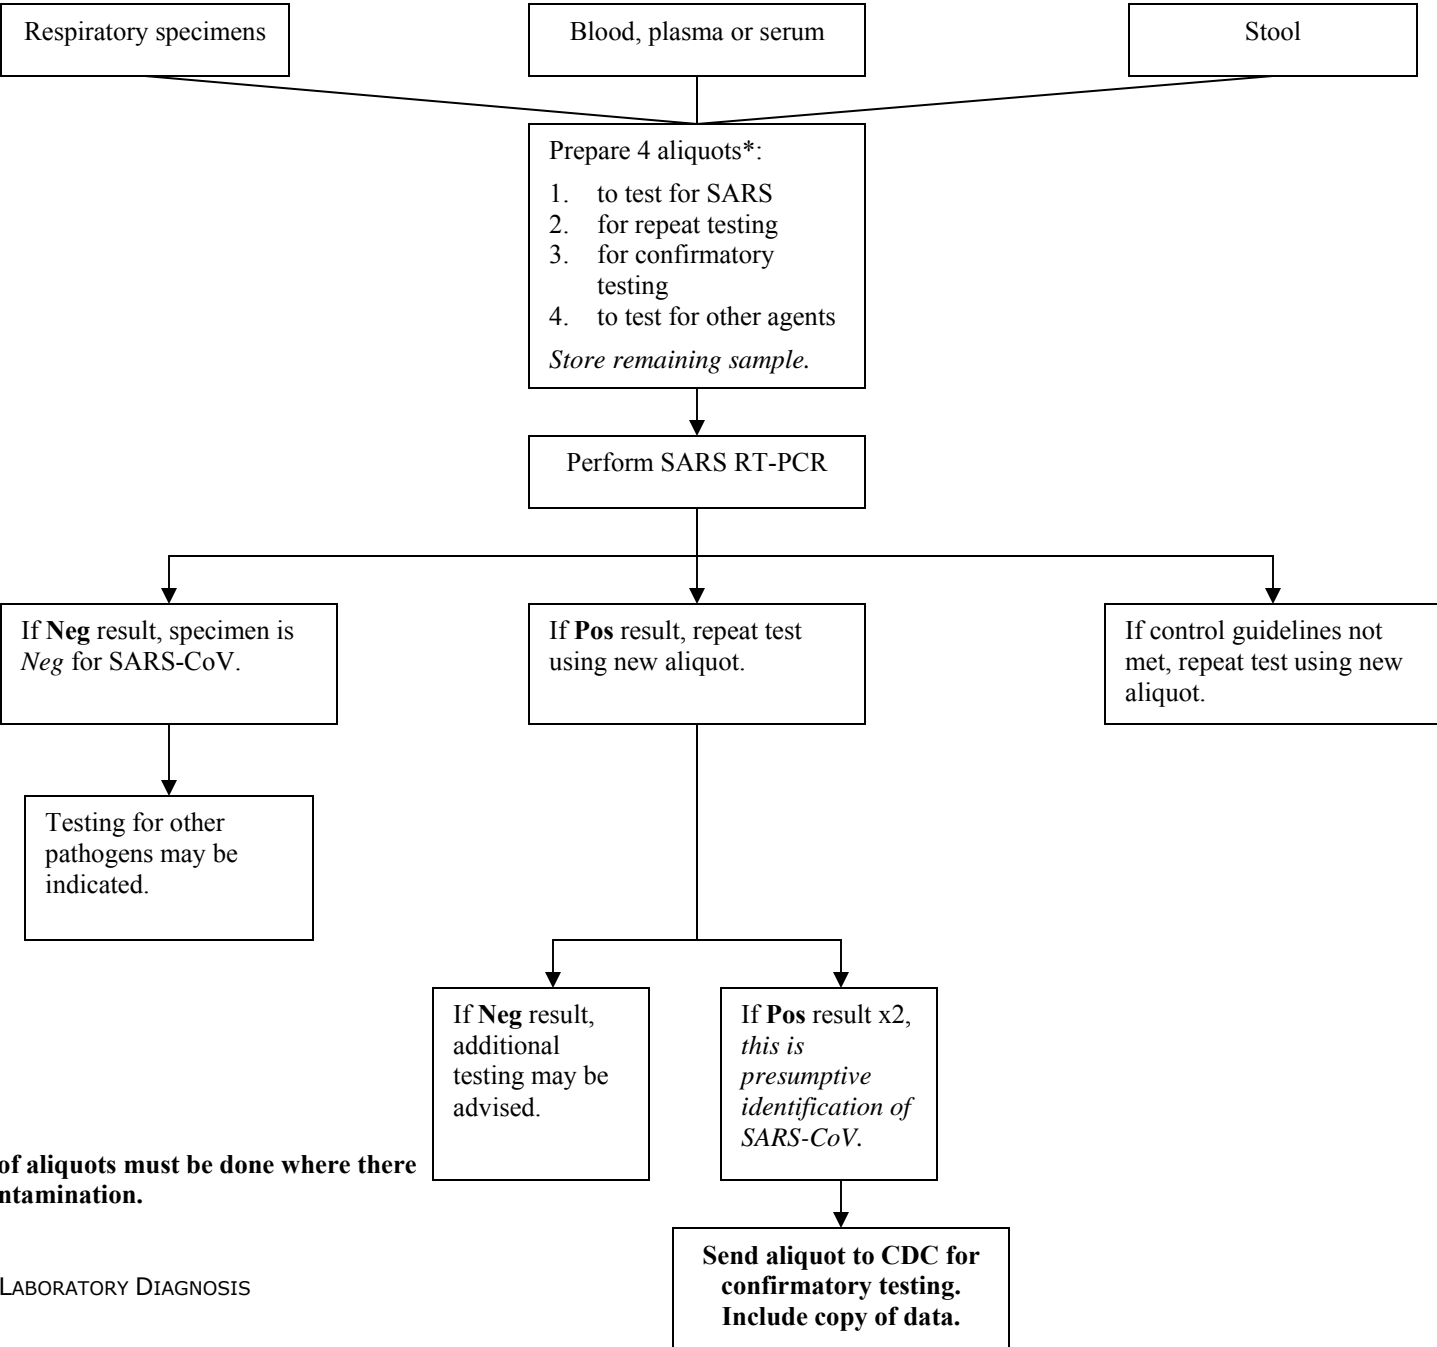 Respiratory specimens
Blood, plasma or serum
Stool
Prepare 4 aliquots*:
1. to test for SARS
2. for repeat testing
3. for confirmatory
testing
4. to test for other agents
Store remaining sample.
Perform SARS RT-PCR
If Neg result, specimen is
Neg for SARS-CoV.
If Pos result, repeat test
using new aliquot.
If control guidelines not
met, repeat test using new
aliquot.
Testing for other
pathogens may be
indicated.
If Neg result,
additional
testing may be
advised.
If Pos result x2,
this is
presumptive
identification of
SARS-CoV.
of aliquots must be done where there
ntamination.
Send aliquot to CDC for
confirmatory testing.
Include copy of data.
LABORATORY DIAGNOSIS